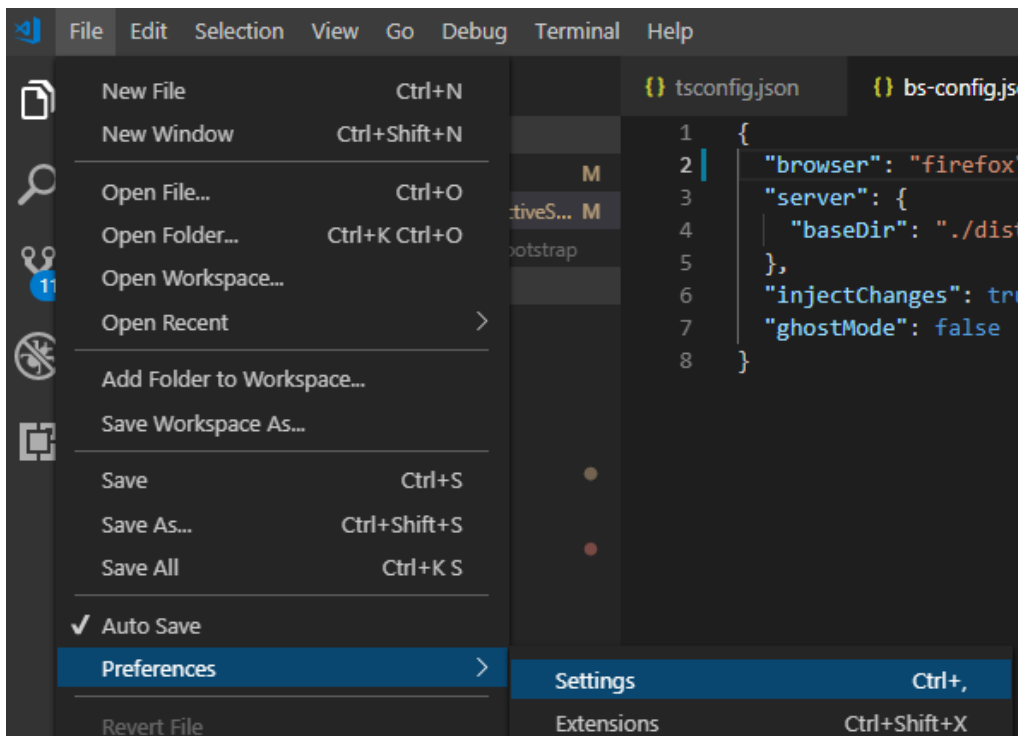 File Edit Selection View Go Debug Terminal Help
New File Ctrl+N
New Window Ctrl+Shift+N
Open File... Ctrl+O
Open Folder... Ctrl+K Ctrl+O
Open Workspace...
Open Recent
Add Folder to Workspace...
Save Workspace As...
Save Ctrl+S
Save As... Ctrl+Shift+S
Save All Ctrl+K S
✓ Auto Save
Preferences
Revert File
Settings Ctrl+,
Extensions Ctrl+Shift+X
11
M
ctiveS... M
ootstrap
{} tsconfig.json {} bs-config.js
1 {
2 "browser": "firefox"
3 "server": {
4 "baseDir": "./dist
5 },
6 "injectChanges": tru
7 "ghostMode": false
8 }